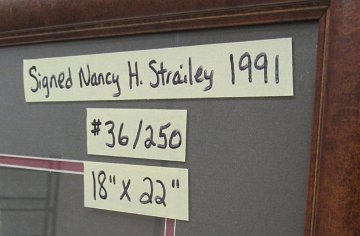 Signed Nancy H. Strailey 1991
#36/250
18" X 22"